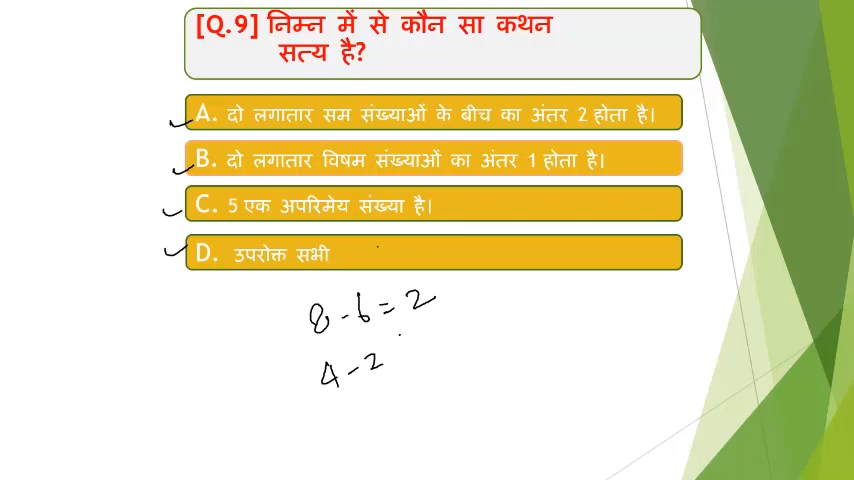 [Q.9] निम्न में से कौन सा कथन
सत्य है?
A. दो लगातार सम संख्याओं के बीच का अंतर 2 होता है।
B. दो लगातार विषम संख्याओं का अंतर 1 होता है।
C. 5 एक अपरिमेय संख्या है।
D. उपरोक्त सभी
8 - 6 = 2
4 - 2